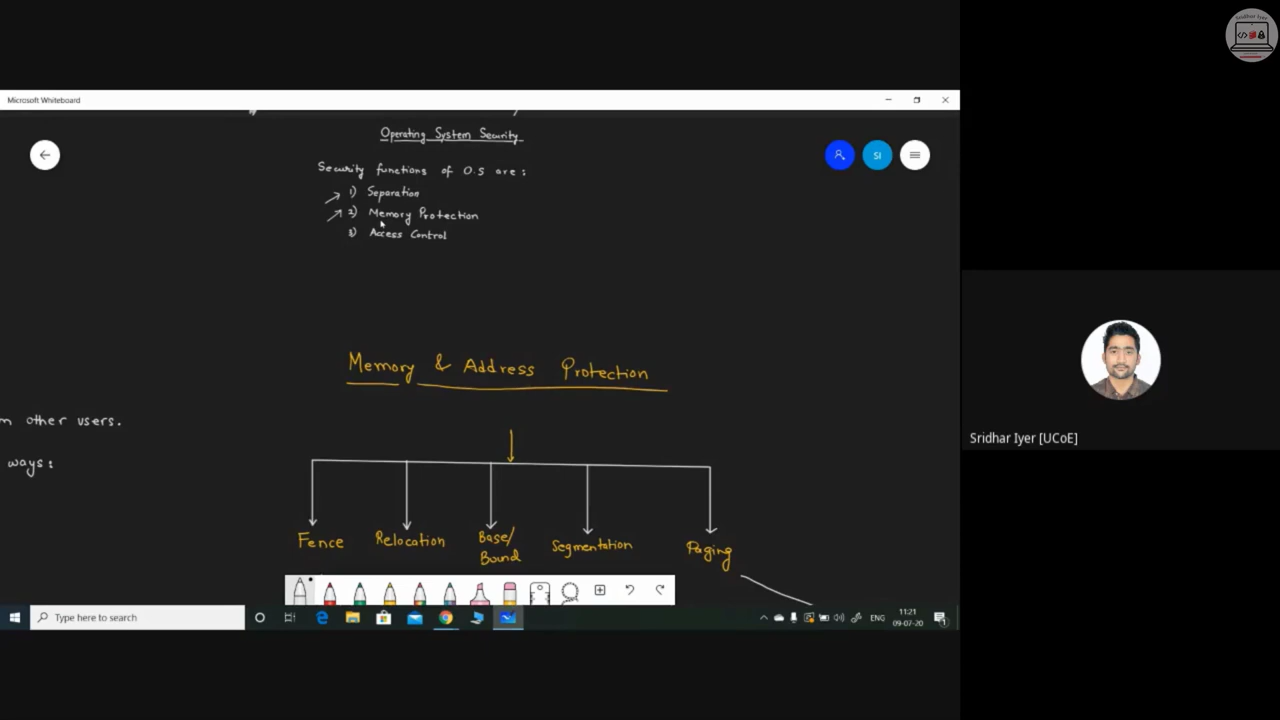 Sridhar Iyer
Microsoft Whiteboard
Operating System Security
Security functions of O.S are :
1) Separation
2) Memory Protection
3) Access Control
SI
Memory & Address Protection
m other users.
ways :
Fence
Relocation
Base/
Bound
Segmentation
Paging
Sridhar Iyer [UCoE]
Type here to search
ENG
11:21
09-07-20